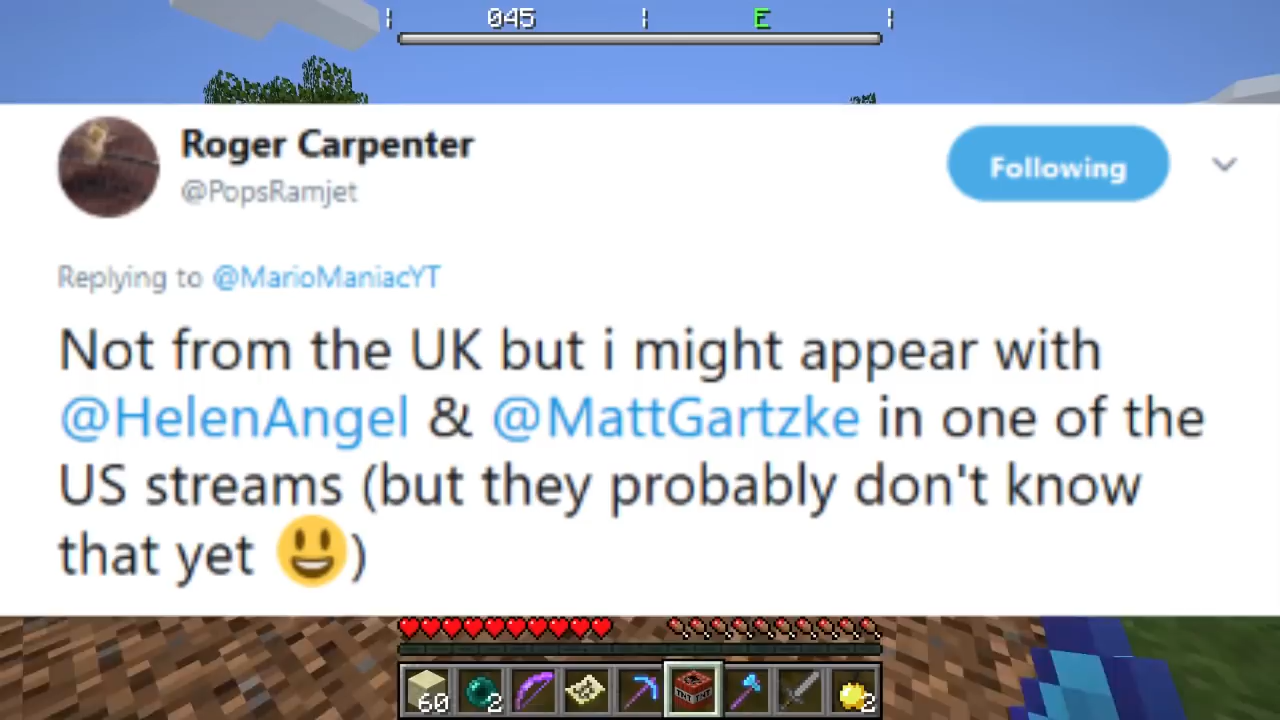 045 E
Roger Carpenter
@PopsRamjet
Following
Replying to @MarioManiacYT
Not from the UK but i might appear with
@HelenAngel & @MattGartzke in one of the
US streams (but they probably don't know
that yet 😃)
60 2 TNT 2